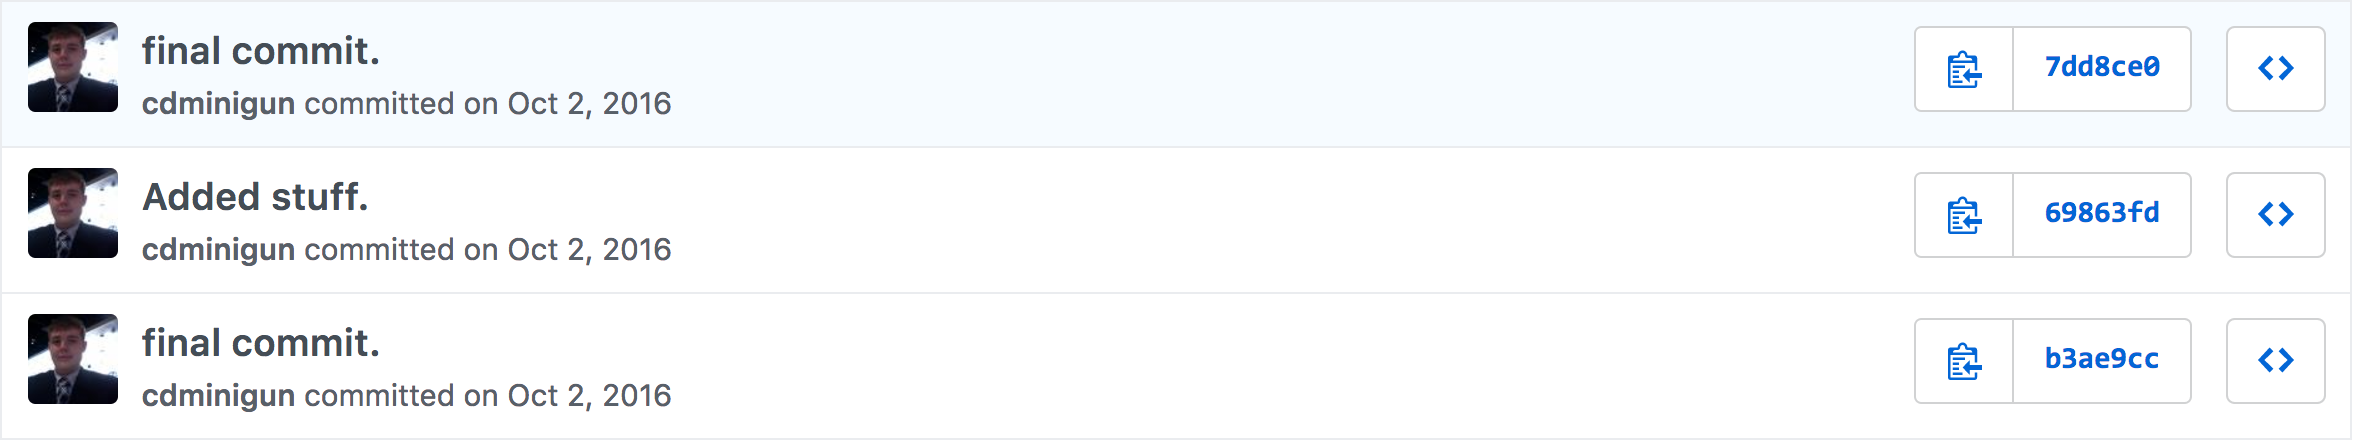 final commit.
cdminigun committed on Oct 2, 2016
7dd8ce0
Added stuff.
cdminigun committed on Oct 2, 2016
69863fd
final commit.
cdminigun committed on Oct 2, 2016
b3ae9cc